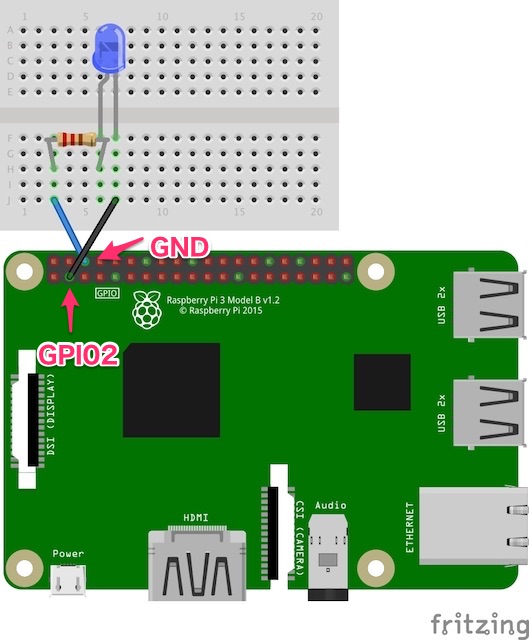 1 5 10 15 20
A
B
C
D
E
F
G
H
I
J
1 5 10 15 20
GND
GPIO
Raspberry Pi 3 Model B v1.2
© Raspberry Pi 2015
GPIO2
USB 2x
DSI (DISPLAY)
USB 2x
HDMI
Audio
CSI (CAMERA)
ETHERNET
Power
fritzing